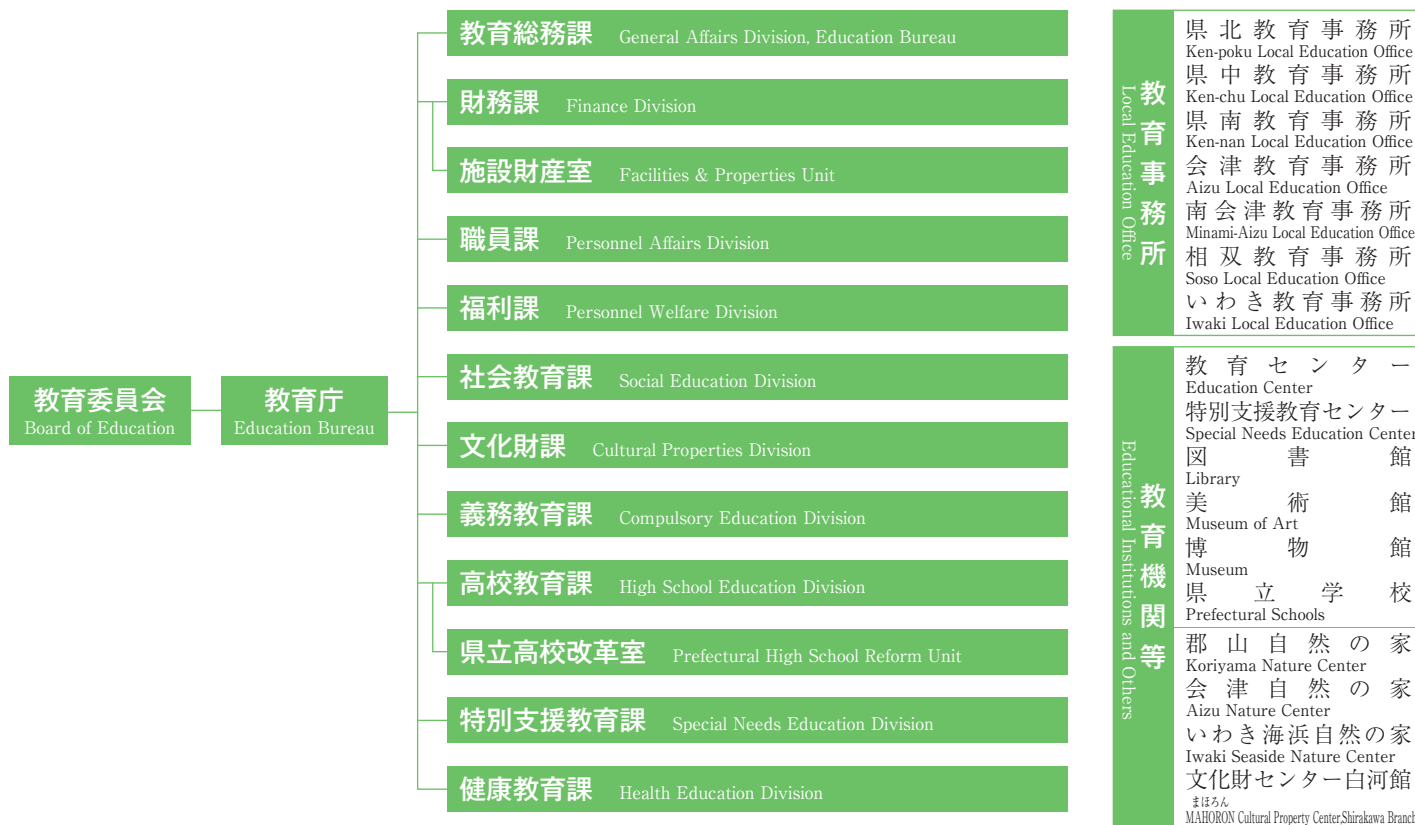 教育委員会
Board of Education
教育庁
Education Bureau
教育総務課 General Affairs Division, Education Bureau
財務課 Finance Division
施設財産室 Facilities & Properties Unit
職員課 Personnel Affairs Division
福利課 Personnel Welfare Division
社会教育課 Social Education Division
文化財課 Cultural Properties Division
義務教育課 Compulsory Education Division
高校教育課 High School Education Division
県立高校改革室 Prefectural High School Reform Unit
特別支援教育課 Special Needs Education Division
健康教育課 Health Education Division
教育事務所
Local Education Office
県北教育事務所
Ken-poku Local Education Office
県中教育事務所
Ken-chu Local Education Office
県南教育事務所
Ken-nan Local Education Office
会津教育事務所
Aizu Local Education Office
南会津教育事務所
Minami-Aizu Local Education Office
相双教育事務所
Soso Local Education Office
いわき教育事務所
Iwaki Local Education Office
教育機関等
Educational Institutions and Others
教育センター
Education Center
特別支援教育センター
Special Needs Education Center
図書館
Library
美術館
Museum of Art
博物館
Museum
県立学校
Prefectural Schools
郡山自然の家
Koriyama Nature Center
会津自然の家
Aizu Nature Center
いわき海浜自然の家
Iwaki Seaside Nature Center
文化財センター白河館
まほろん
MAHORON Cultural Property Center,Shirakawa Branch